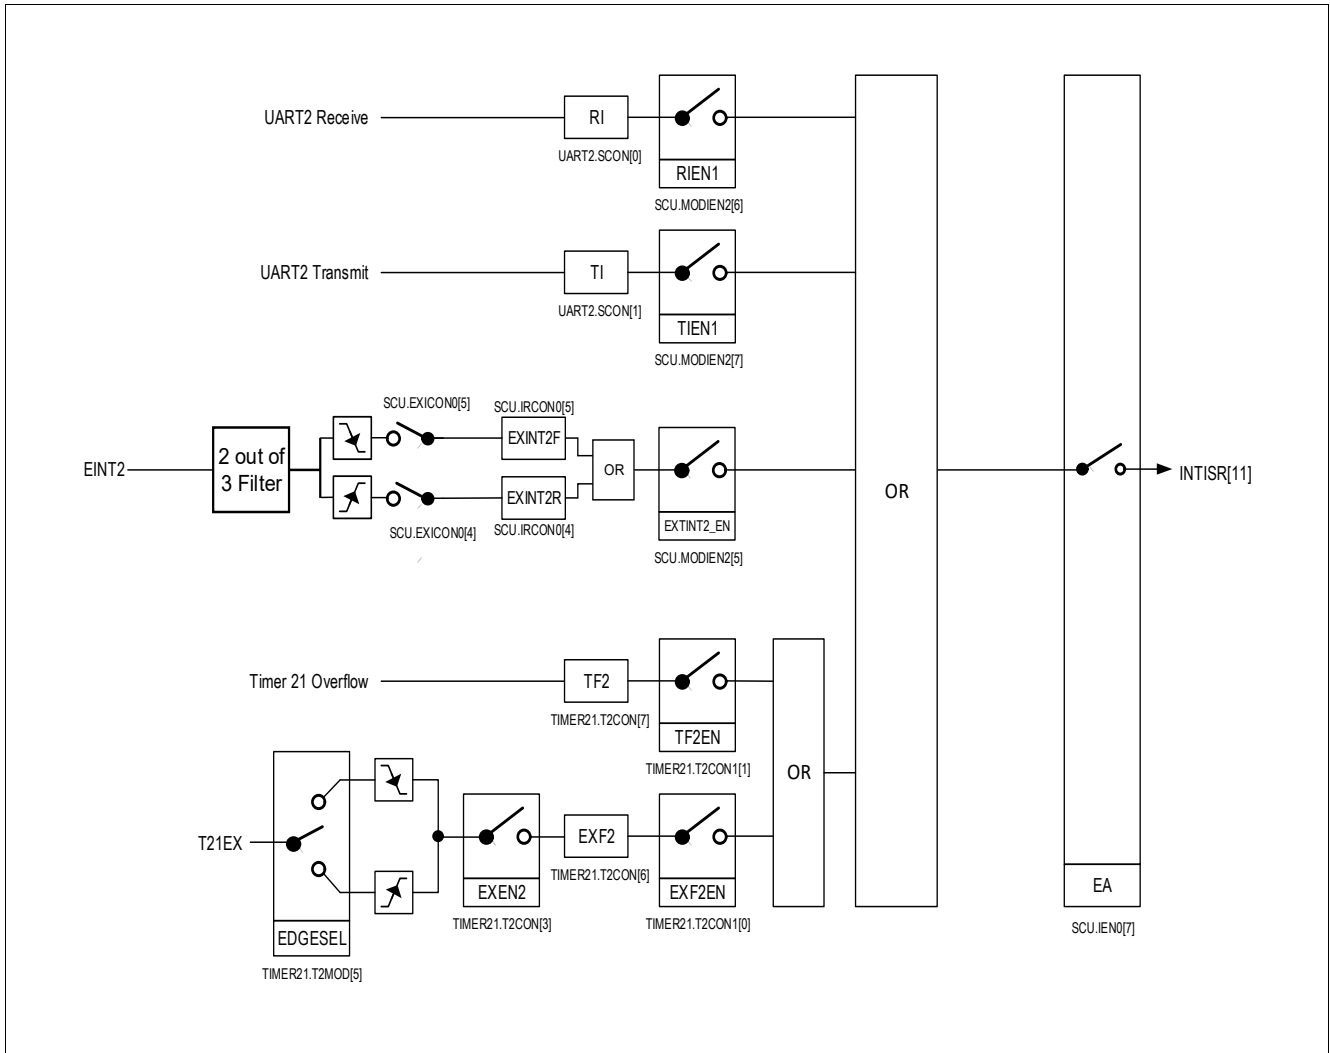 UART2 Receive
RI
UART2.SCON[0]
RIEN1
SCU.MODIEN2[6]
UART2 Transmit
TI
UART2.SCON[1]
TIEN1
SCU.MODIEN2[7]
EINT2
2 out of
3 Filter
SCU.EXICON0[5]
SCU.IRCON0[5]
EXINT2F
EXINT2R
SCU.EXICON0[4]
SCU.IRCON0[4]
OR
EXTINT2_EN
SCU.MODIEN2[5]
OR
INTISR[11]
Timer 21 Overflow
TF2
TIMER21.T2CON[7]
TF2EN
TIMER21.T2CON1[1]
OR
T21EX
EDGESEL
TIMER21.T2MOD[5]
EXEN2
TIMER21.T2CON[3]
EXF2
TIMER21.T2CON[6]
EXF2EN
TIMER21.T2CON1[0]
EA
SCU.IEN0[7]